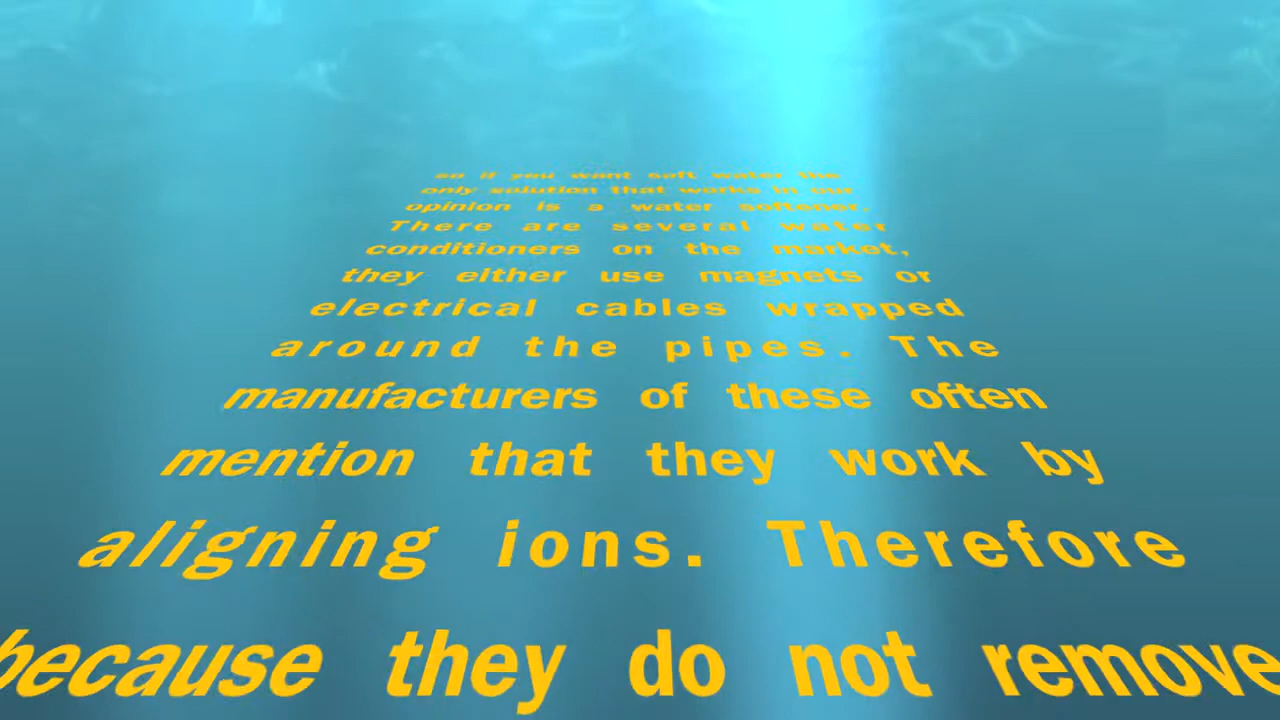 so if you want soft water the
only solution that works in our
opinion is a water softener.
There are several water
conditioners on the market,
they either use magnets or
electrical cables wrapped
around the pipes. The
manufacturers of these often
mention that they work by
aligning ions. Therefore
because they do not remove